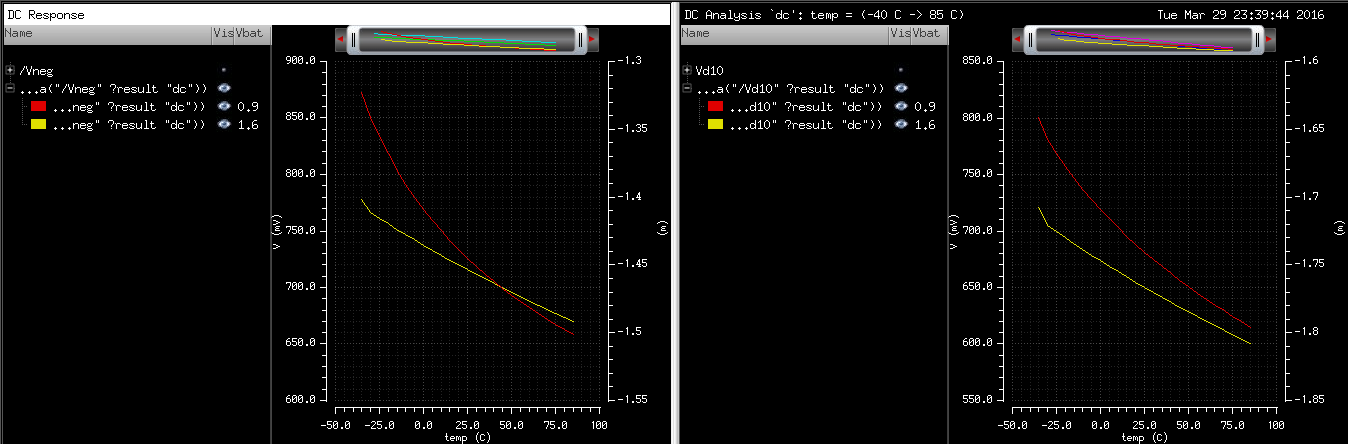 DC Response
Name Vis Vbat
/Vneg
...a("/Vneg" ?result "dc"))
...neg" ?result "dc")) 0.9
...neg" ?result "dc")) 1.6
900.0
850.0
800.0
750.0
700.0
650.0
600.0
V (mV)
-1.3
-1.35
-1.4
-1.45
-1.5
-1.55
(m)
-50.0 -25.0 0.0 25.0 50.0 75.0 100
temp (C)
DC Analysis `dc': temp = (-40 C -> 85 C) Tue Mar 29 23:39:44 2016
Name Vis Vbat
Vd10
...a("/Vd10" ?result "dc"))
...d10" ?result "dc")) 0.9
...d10" ?result "dc")) 1.6
850.0
800.0
750.0
700.0
650.0
600.0
550.0
V (mV)
-1.6
-1.65
-1.7
-1.75
-1.8
-1.85
(m)
-50.0 -25.0 0.0 25.0 50.0 75.0 100
temp (C)